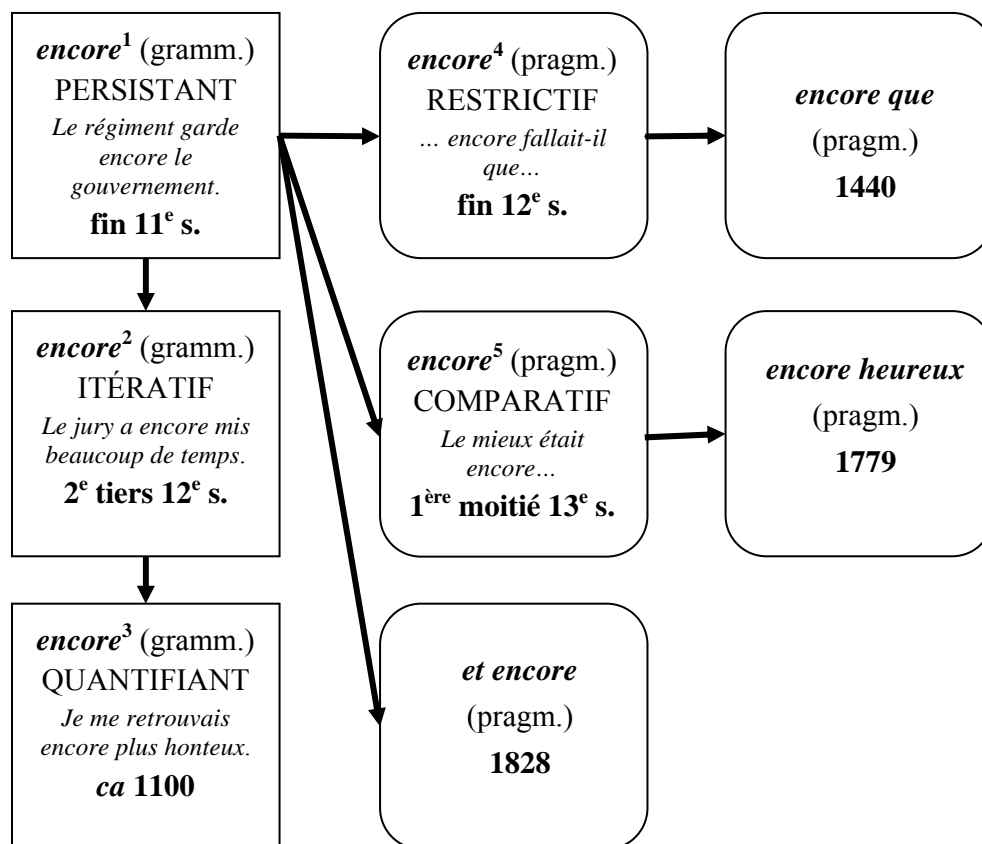 encore¹ (gramm.)
PERSISTANT
Le régiment garde
encore le
gouvernement.
fin 11ᵉ s.
encore⁴ (pragm.)
RESTRICTIF
… encore fallait-il
que…
fin 12ᵉ s.
encore que
(pragm.)
1440
encore² (gramm.)
ITÉRATIF
Le jury a encore mis
beaucoup de temps.
2ᵉ tiers 12ᵉ s.
encore⁵ (pragm.)
COMPARATIF
Le mieux était
encore…
1ᵉ̀ʳᵉ moitié 13ᵉ s.
encore heureux
(pragm.)
1779
encore³ (gramm.)
QUANTIFIANT
Je me retrouvais
encore plus honteux.
ca 1100
et encore
(pragm.)
1828